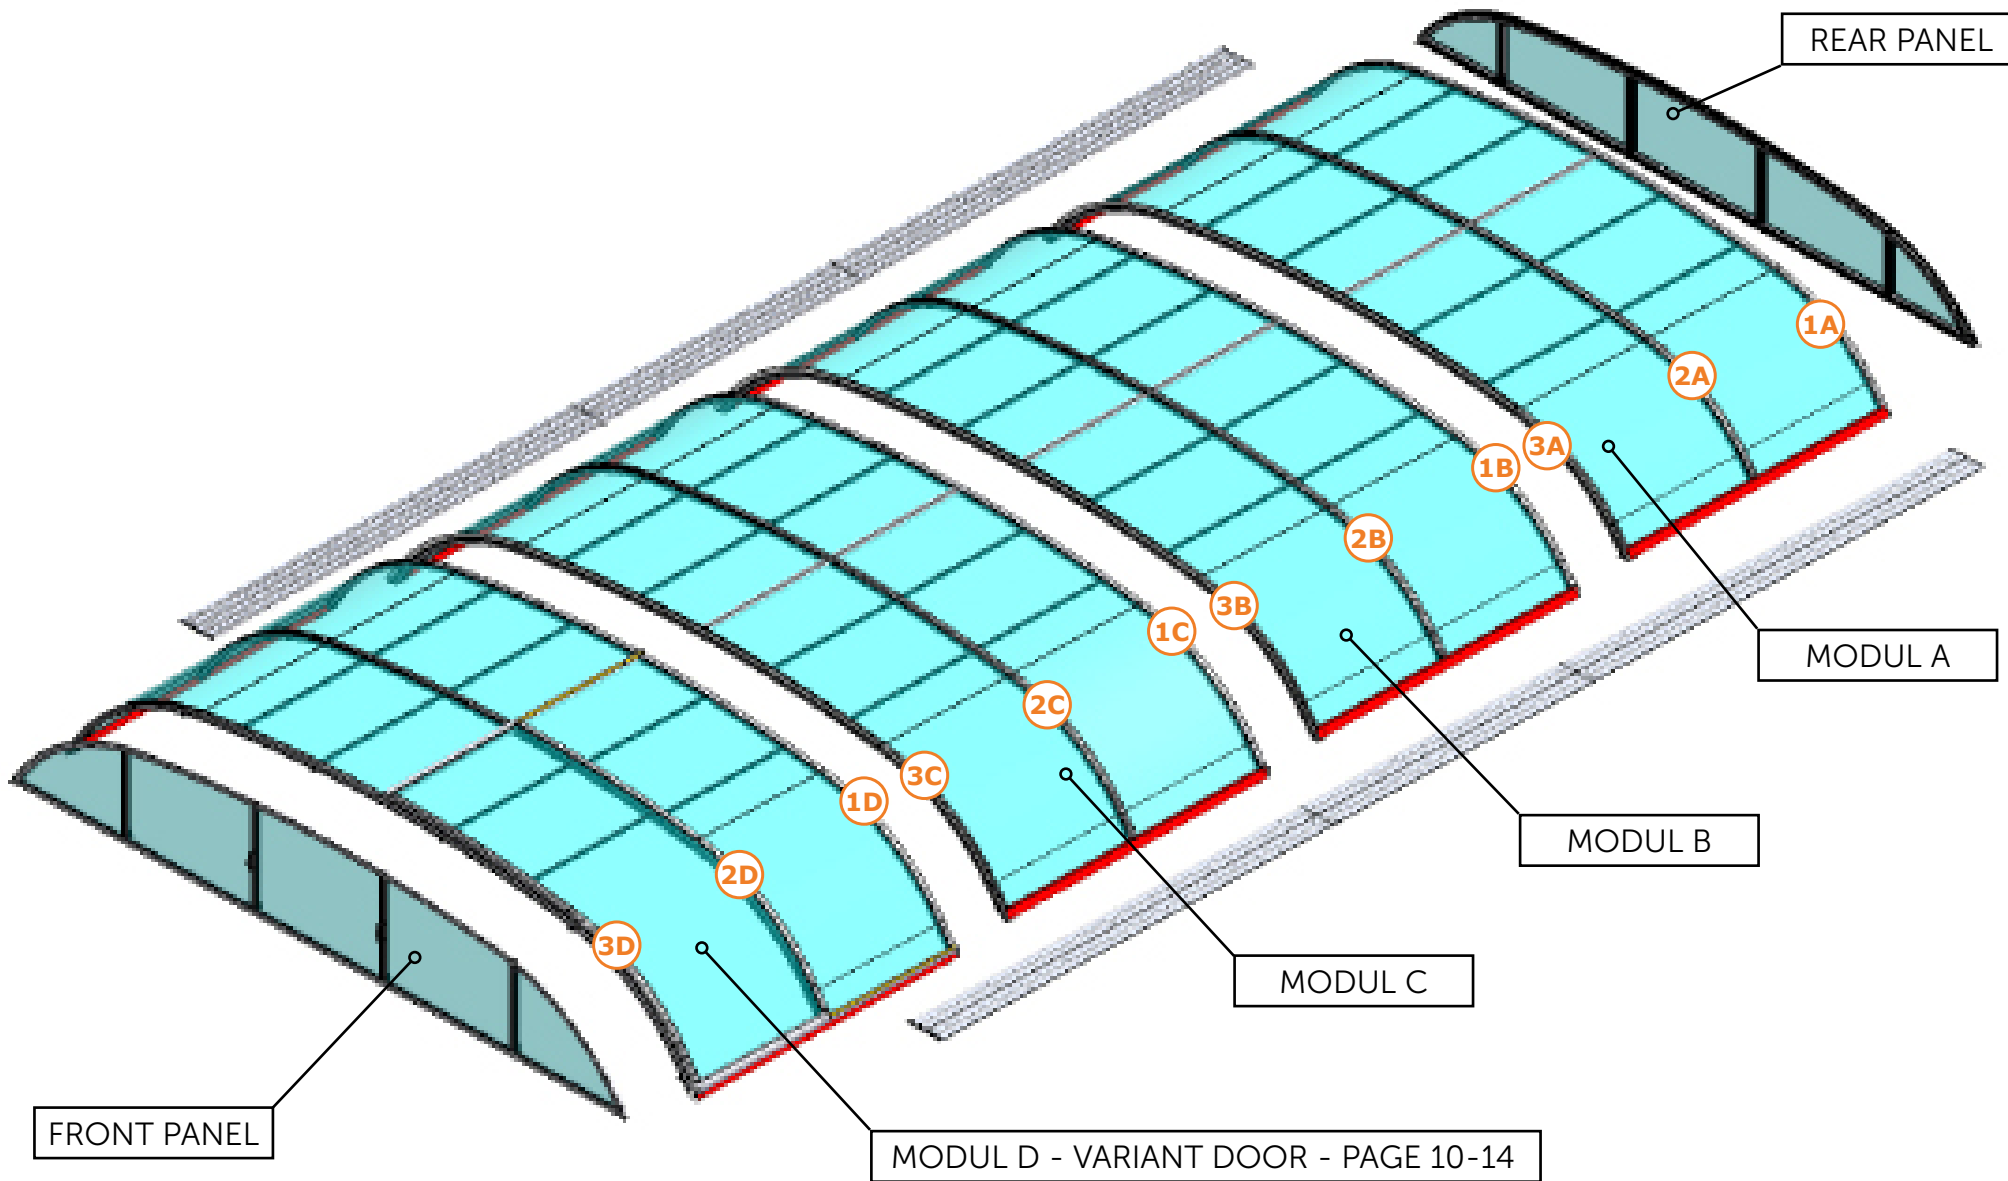 REAR PANEL
1A
2A
3A
1B
2B
3B
1C
MODUL A
2C
3C
1D
MODUL B
2D
3D
MODUL C
FRONT PANEL
MODUL D - VARIANT DOOR - PAGE 10-14